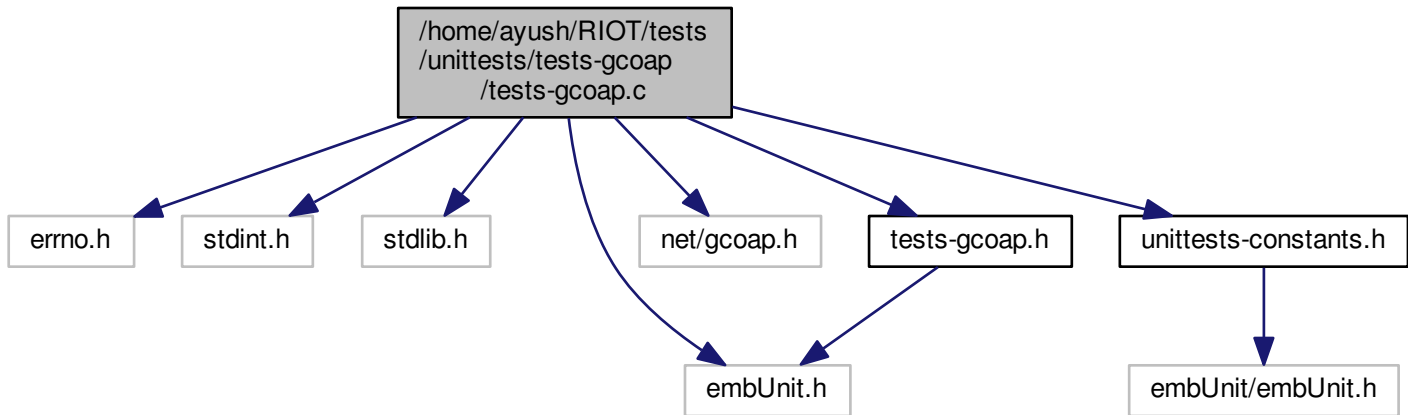 /home/ayush/RIOT/tests
/unittests/tests-gcoap
/tests-gcoap.c
errno.h
stdint.h
stdlib.h
net/gcoap.h
tests-gcoap.h
unittests-constants.h
embUnit.h
embUnit/embUnit.h